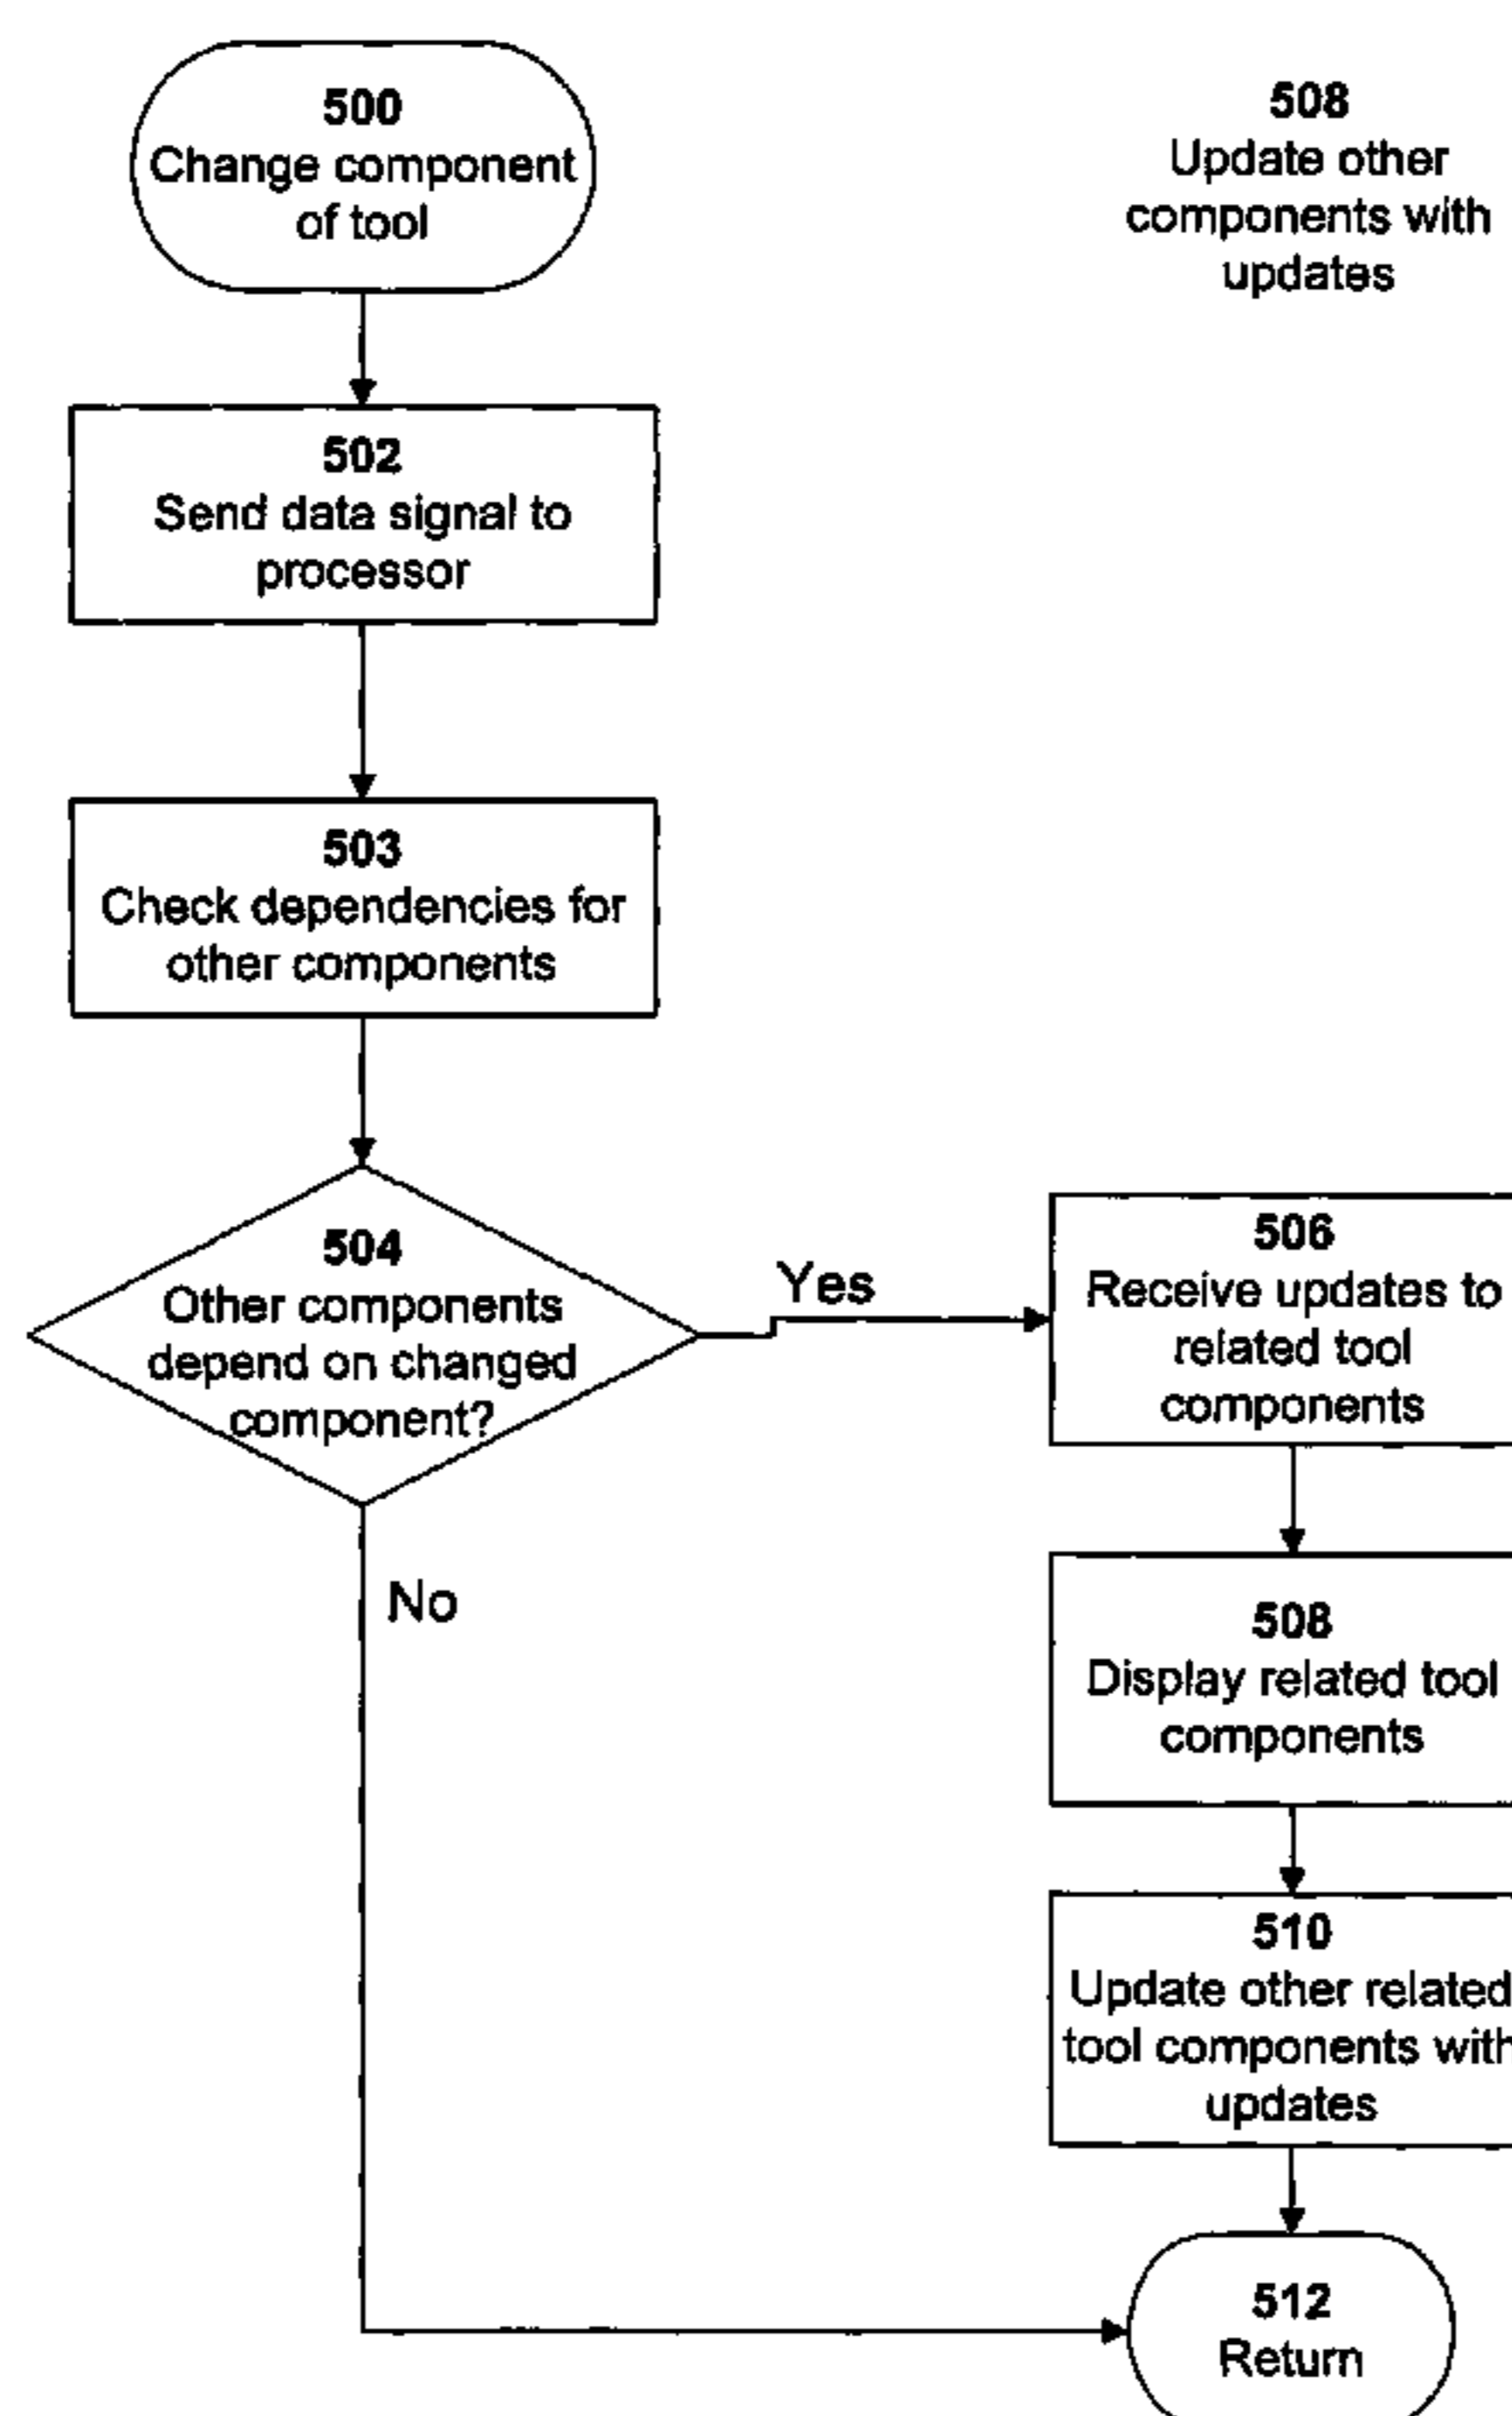 500
Change component
of tool
508
Update other
components with
updates
502
Send data signal to
processor
503
Check dependencies for
other components
504
Other components
depend on changed
component?
Yes
No
506
Receive updates to
related tool
components
508
Display related tool
components
510
Update other related
tool components with
updates
512
Return